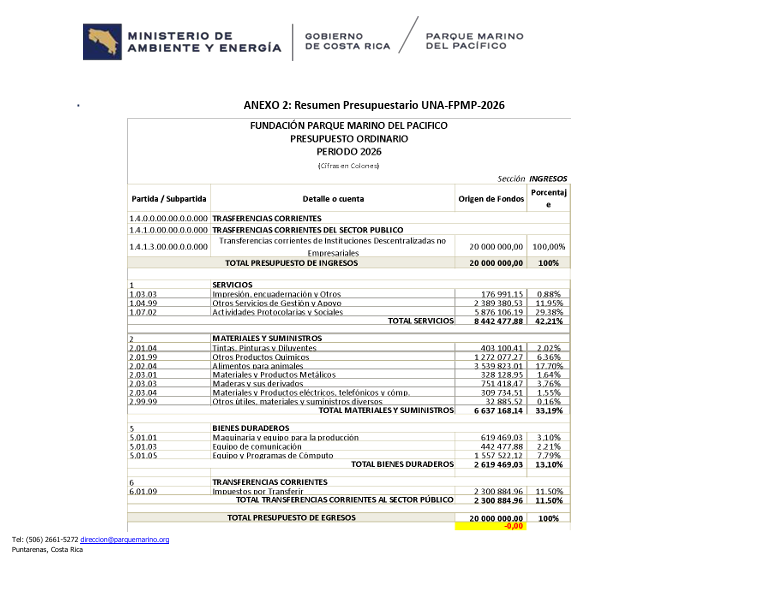 MINISTERIO DE
AMBIENTE Y ENERGÍA
GOBIERNO
DE COSTA RICA
PARQUE MARINO
DEL PACÍFICO
ANEXO 2: Resumen Presupuestario UNA-FPMP-2026
FUNDACIÓN PARQUE MARINO DEL PACIFICO
PRESUPUESTO ORDINARIO
PERIODO 2026
(Cifras en Colones)
Sección INGRESOS
Partida / Subpartida Detalle o cuenta Origen de Fondos Porcentaj
e
1.4.0.0.00.00.0.0.000 TRASFERENCIAS CORRIENTES
1.4.1.0.00.00.0.0.000 TRASFERENCIAS CORRIENTES DEL SECTOR PUBLICO
1.4.1.3.00.00.0.0.000 Transferencias corrientes de Instituciones Descentralizadas no
Empresariales 20 000 000,00 100,00%
TOTAL PRESUPUESTO DE INGRESOS 20 000 000,00 100%
1 SERVICIOS
1.03.03 Impresión, encuadernación y Otros 176 991,15 0,88%
1.04.99 Otros Servicios de Gestión y Apoyo 2 389 380,53 11,95%
1.07.02 Actividades Protocolarias y Sociales 5 876 106,19 29,38%
TOTAL SERVICIOS 8 442 477,88 42,21%
2 MATERIALES Y SUMINISTROS
2.01.04 Tintas, Pinturas y Diluventes 403 100,41 2,02%
2.01.99 Otros Productos Quimicos 1 272 077,27 6,36%
2.02.04 Alimentos para animales 3 539 823,01 17,70%
2.03.01 Materiales y Productos Metálicos 328 128,95 1,64%
2.03.03 Maderas y sus derivados 751 418,47 3,76%
2.03.04 Materiales y Productos eléctricos, telefónicos y cómp. 309 734,51 1,55%
2.99.99 Otros útiles, materiales y suministros diversos 32 885,52 0,16%
TOTAL MATERIALES Y SUMINISTROS 6 637 168,14 33,19%
5 BIENES DURADEROS
5.01.01 Maquinaria y equipo para la producción 619 469,03 3,10%
5.01.03 Equipo de comunicación 442 477,88 2,21%
5.01.05 Equipo y Programas de Cómputo 1 557 522,12 7,79%
TOTAL BIENES DURADEROS 2 619 469,03 13,10%
6 TRANSFERENCIAS CORRIENTES
6.01.09 Impuestos por Transferir 2 300 884,96 11,50%
TOTAL TRANSFERENCIAS CORRIENTES AL SECTOR PÚBLICO 2 300 884,96 11,50%
TOTAL PRESUPUESTO DE EGRESOS 20 000 000,00 100%
-0,00
Tel: (506) 2661-5272 direccion@parquemarino.org
Puntarenas, Costa Rica